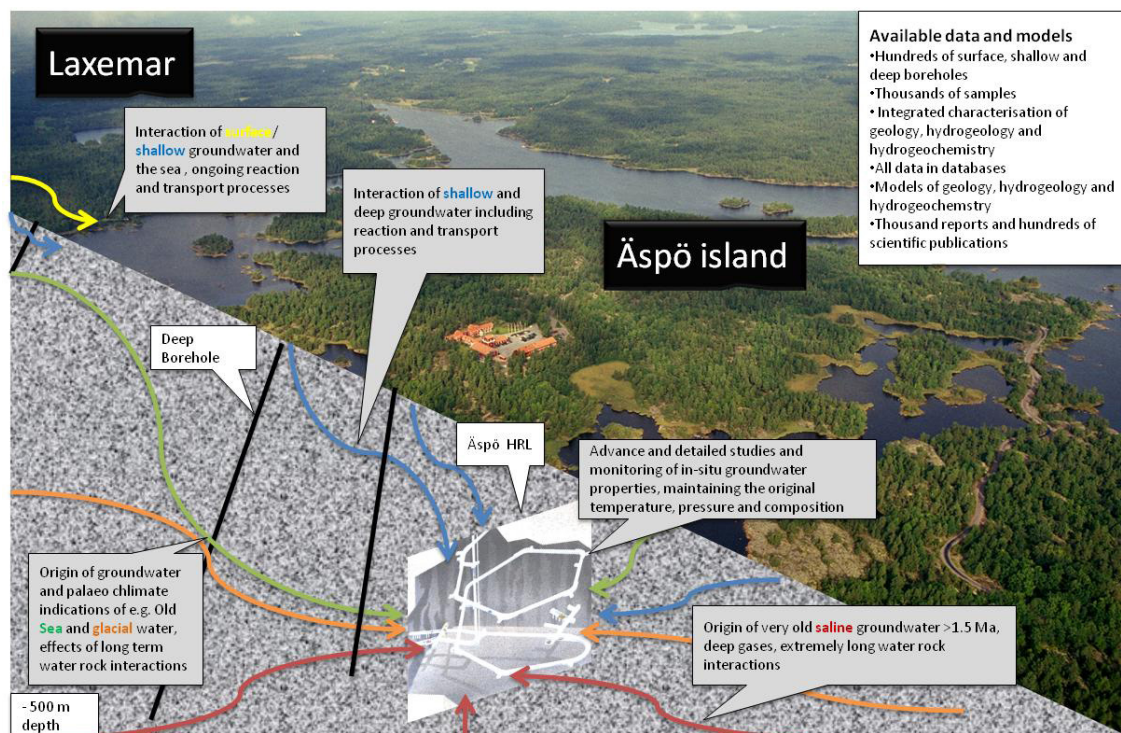 Laxemar
Available data and models
•Hundreds of surface, shallow and
deep boreholes
•Thousands of samples
•Integrated characterisation of
geology, hydrogeology and
hydrogeochemistry
•All data in databases
•Models of geology, hydrogeology and
hydrogeochemstry
•Thousand reports and hundreds of
scientific publications
Interaction of surface/
shallow groundwater and
the sea , ongoing reaction
and transport processes
Interaction of shallow and
deep groundwater including
reaction and transport
processes
Äspö island
Deep
Borehole
Äspö HRL
Advance and detailed studies and
monitoring of in-situ groundwater
properties, maintaining the original
temperature, pressure and composition
Origin of groundwater
and palaeo chlimate
indications of e.g. Old
Sea and glacial water,
effects of long term
water rock interactions
Origin of very old saline groundwater >1.5 Ma,
deep gases, extremely long water rock
interactions
- 500 m
depth